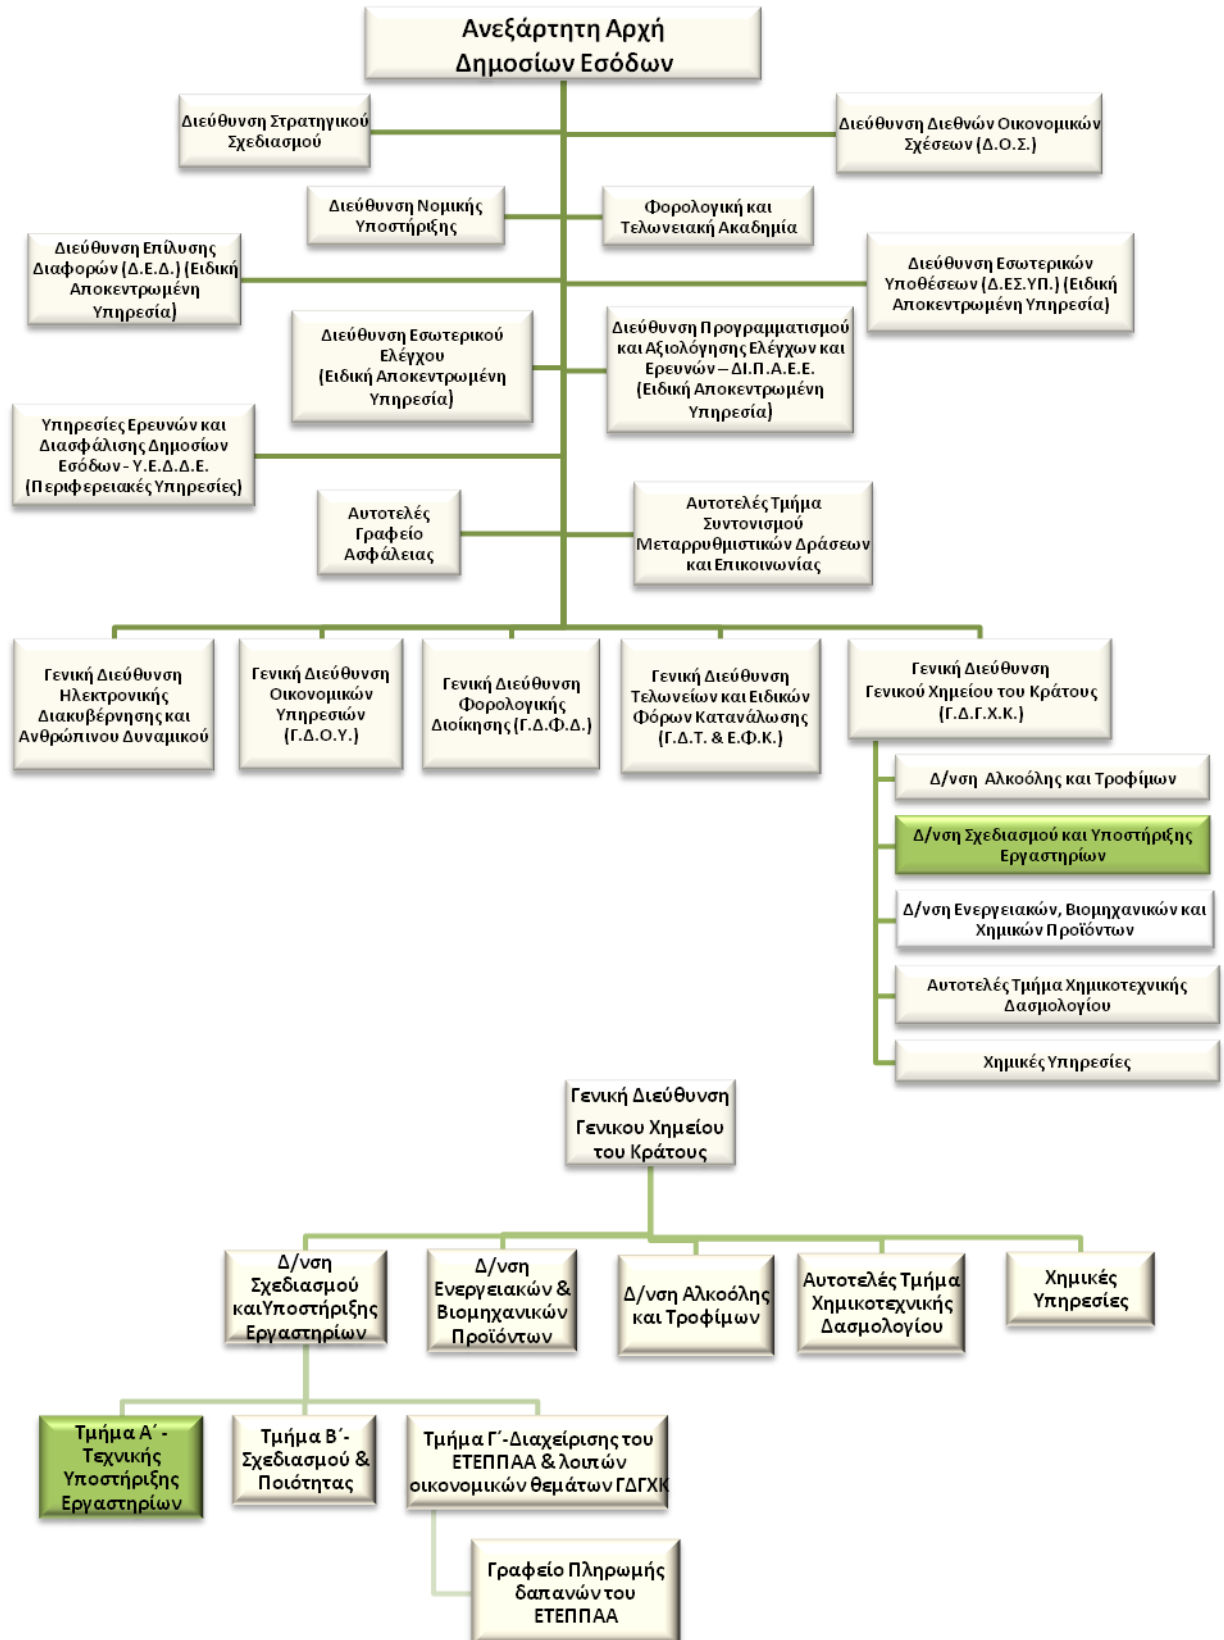 Ανεξάρτητη Αρχή
Δημοσίων Εσόδων
Διεύθυνση Στρατηγικού
Σχεδιασμού
Διεύθυνση Διεθνών Οικονομικών
Σχέσεων (Δ.Ο.Σ.)
Διεύθυνση Νομικής
Υποστήριξης
Φορολογική και
Τελωνειακή Ακαδημία
Διεύθυνση Επίλυσης
Διαφορών (Δ.Ε.Δ.) (Ειδική
Αποκεντρωμένη
Υπηρεσία)
Διεύθυνση Εσωτερικών
Υποθέσεων (Δ.ΕΣ.ΥΠ.) (Ειδική
Αποκεντρωμένη Υπηρεσία)
Διεύθυνση Εσωτερικού
Ελέγχου
(Ειδική Αποκεντρωμένη
Υπηρεσία)
Διεύθυνση Προγραμματισμού
και Αξιολόγησης Ελέγχων και
Ερευνών – ΔΙ.Π.Α.Ε.Ε.
(Ειδική Αποκεντρωμένη
Υπηρεσία)
Υπηρεσίες Ερευνών και
Διασφάλισης Δημοσίων
Εσόδων - Υ.Ε.Δ.Δ.Ε.
(Περιφερειακές Υπηρεσίες)
Αυτοτελές
Γραφείο
Ασφάλειας
Αυτοτελές Τμήμα
Συντονισμού
Μεταρρυθμιστικών Δράσεων
και Επικοινωνίας
Γενική Διεύθυνση
Ηλεκτρονικής
Διακυβέρνησης και
Ανθρώπινου Δυναμικού
Γενική Διεύθυνση
Οικονομικών
Υπηρεσιών
(Γ.Δ.Ο.Υ.)
Γενική Διεύθυνση
Φορολογικής
Διοίκησης (Γ.Δ.Φ.Δ.)
Γενική Διεύθυνση
Τελωνείων και Ειδικών
Φόρων Κατανάλωσης
(Γ.Δ.Τ. & Ε.Φ.Κ.)
Γενική Διεύθυνση
Γενικού Χημείου του Κράτους
(Γ.Δ.Γ.Χ.Κ.)
Δ/νση Αλκοόλης και Τροφίμων
Δ/νση Σχεδιασμού και Υποστήριξης
Εργαστηρίων
Δ/νση Ενεργειακών, Βιομηχανικών και
Χημικών Προϊόντων
Αυτοτελές Τμήμα Χημικοτεχνικής
Δασμολογίου
Χημικές Υπηρεσίες
Γενική Διεύθυνση
Γενικου Χημείου
του Κράτους
Δ/νση
Σχεδιασμού
καιΥποστήριξης
Εργαστηρίων
Δ/νση
Ενεργειακών &
Βιομηχανικών
Προϊόντων
Δ/νση Αλκοόλης
και Τροφίμων
Αυτοτελές Τμήμα
Χημικοτεχνικής
Δασμολογίου
Χημικές
Υπηρεσίες
Τμήμα Α΄ -
Τεχνικής
Υποστήριξης
Εργαστηρίων
Τμήμα Β΄-
Σχεδιασμού &
Ποιότητας
Τμήμα Γ΄-Διαχείρισης του
ΕΤΕΠΠΑΑ & λοιπών
οικονομικών θεμάτων ΓΔΓΧΚ
Γραφείο Πληρωμής
δαπανών του
ΕΤΕΠΠΑΑ